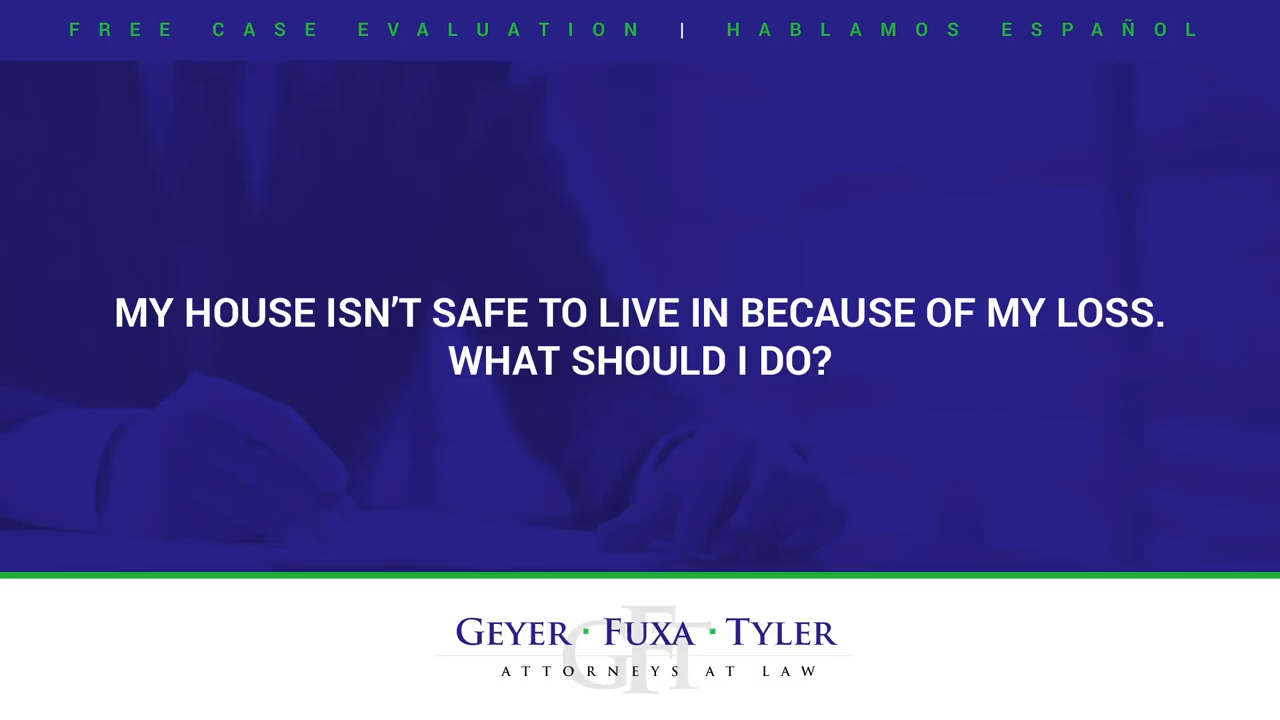 FREE CASE EVALUATION | HABLAMOS ESPAÑOL
MY HOUSE ISN’T SAFE TO LIVE IN BECAUSE OF MY LOSS.
WHAT SHOULD I DO?
GFT
GEYER · FUXA · TYLER
ATTORNEYS AT LAW